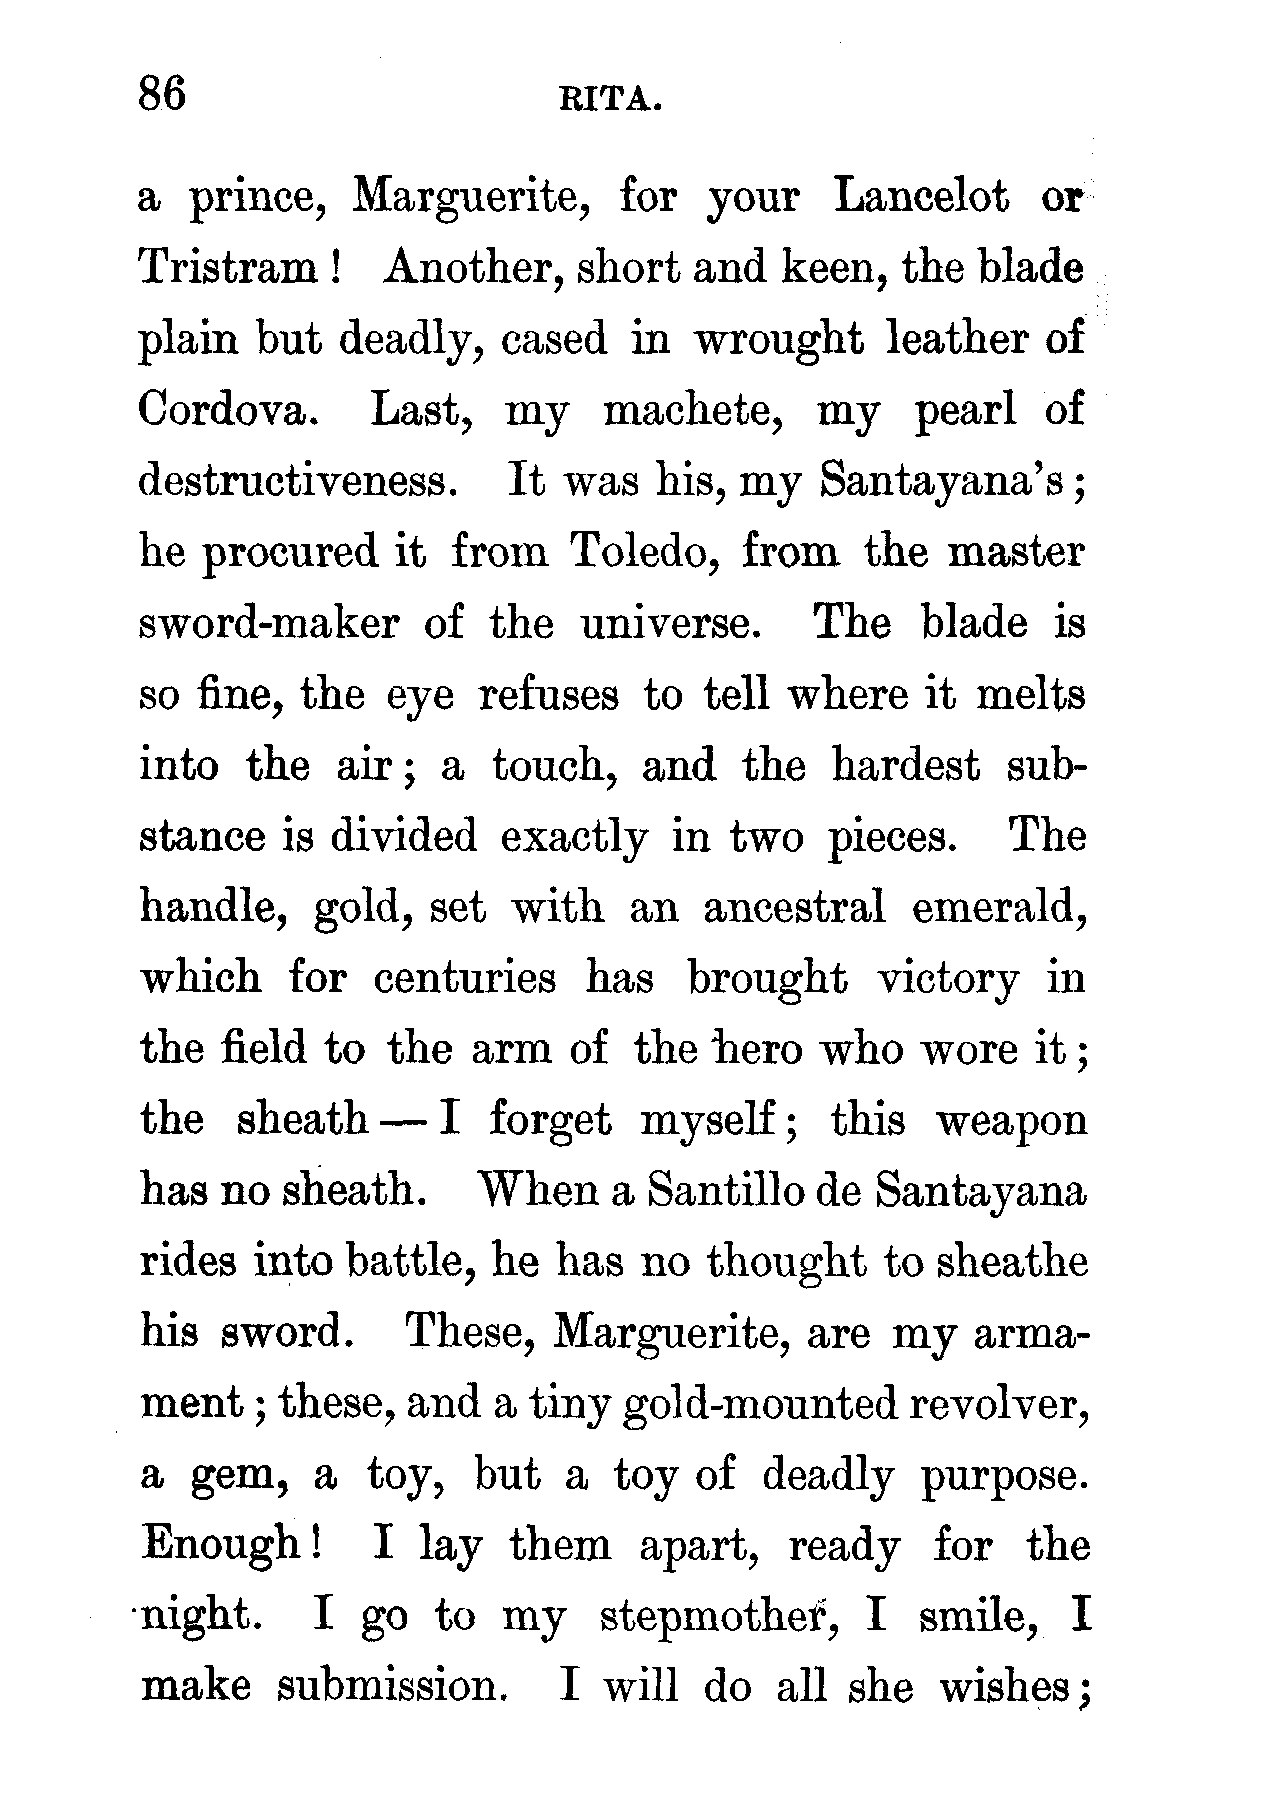 86 RITA.
a prince, Marguerite, for your Lancelot or
Tristram! Another, short and keen, the blade
plain but deadly, cased in wrought leather of
Cordova. Last, my machete, my pearl of
destructiveness. It was his, my Santayana's;
he procured it from Toledo, from the master
sword-maker of the universe. The blade is
so fine, the eye refuses to tell where it melts
into the air; a touch, and the hardest sub-
stance is divided exactly in two pieces. The
handle, gold, set with an ancestral emerald,
which for centuries has brought victory in
the field to the arm of the hero who wore it;
the sheath — I forget myself; this weapon
has no sheath. When a Santillo de Santayana
rides into battle, he has no thought to sheathe
his sword. These, Marguerite, are my arma-
ment; these, and a tiny gold-mounted revolver,
a gem, a toy, but a toy of deadly purpose.
Enough! I lay them apart, ready for the
night. I go to my stepmother, I smile, I
make submission. I will do all she wishes;